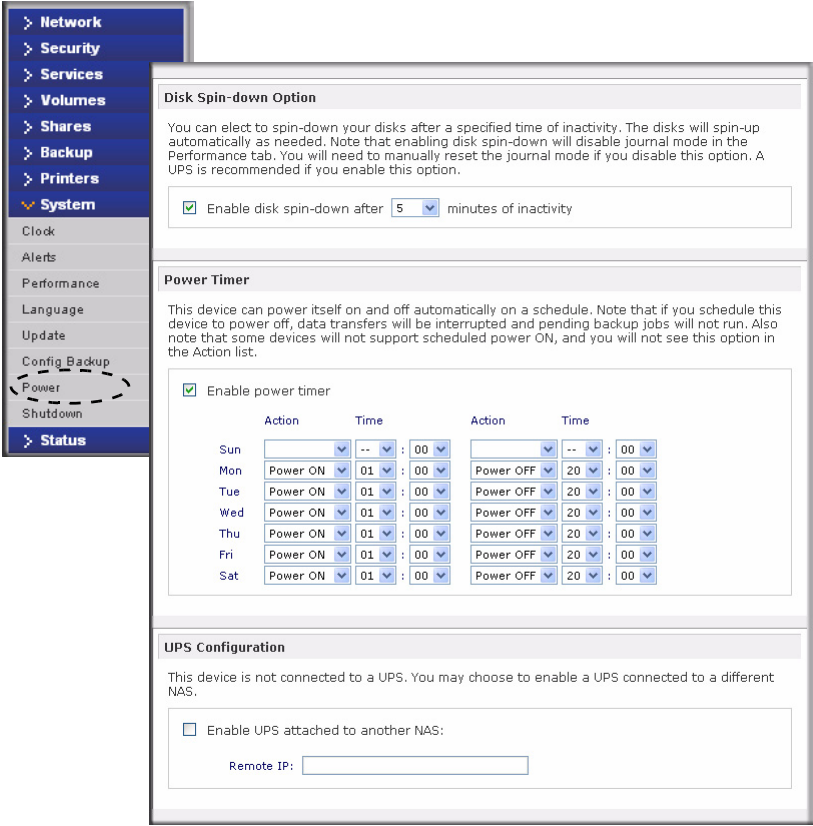 Network
Security
Services
Volumes
Shares
Backup
Printers
System
Clock
Alerts
Performance
Language
Update
Config Backup
Power
Shutdown
Status
Disk Spin-down Option
You can elect to spin-down your disks after a specified time of inactivity. The disks will spin-up
automatically as needed. Note that enabling disk spin-down will disable journal mode in the
Performance tab. You will need to manually reset the journal mode if you disable this option. A
UPS is recommended if you enable this option.
Enable disk spin-down after 5 minutes of inactivity
Power Timer
This device can power itself on and off automatically on a schedule. Note that if you schedule this
device to power off, data transfers will be interrupted and pending backup jobs will not run. Also
note that some devices will not support scheduled power ON, and you will not see this option in
the Action list.
Enable power timer
Action Time Action Time
Sun -- : 00 -- : 00
Mon Power ON 01 : 00 Power OFF 20 : 00
Tue Power ON 01 : 00 Power OFF 20 : 00
Wed Power ON 01 : 00 Power OFF 20 : 00
Thu Power ON 01 : 00 Power OFF 20 : 00
Fri Power ON 01 : 00 Power OFF 20 : 00
Sat Power ON 01 : 00 Power OFF 20 : 00
UPS Configuration
This device is not connected to a UPS. You may choose to enable a UPS connected to a different
NAS.
Enable UPS attached to another NAS:
Remote IP: